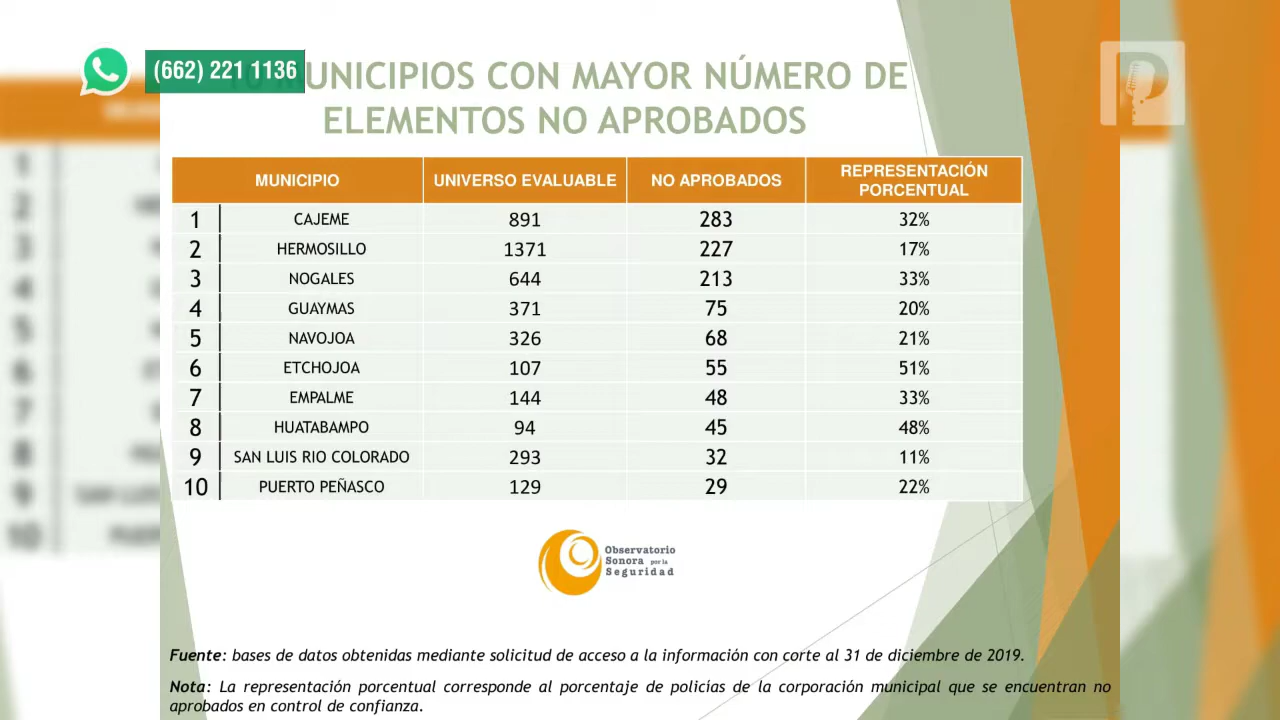 (662) 221 1136
10 MUNICIPIOS CON MAYOR NÚMERO DE
ELEMENTOS NO APROBADOS
MUNICIPIO UNIVERSO EVALUABLE NO APROBADOS REPRESENTACIÓN PORCENTUAL
1 CAJEME 891 283 32%
2 HERMOSILLO 1371 227 17%
3 NOGALES 644 213 33%
4 GUAYMAS 371 75 20%
5 NAVOJOA 326 68 21%
6 ETCHOJOA 107 55 51%
7 EMPALME 144 48 33%
8 HUATABAMPO 94 45 48%
9 SAN LUIS RIO COLORADO 293 32 11%
10 PUERTO PEÑASCO 129 29 22%
Observatorio
Sonora por la
Seguridad
Fuente: bases de datos obtenidas mediante solicitud de acceso a la información con corte al 31 de diciembre de 2019.
Nota: La representación porcentual corresponde al porcentaje de policías de la corporación municipal que se encuentran no
aprobados en control de confianza.